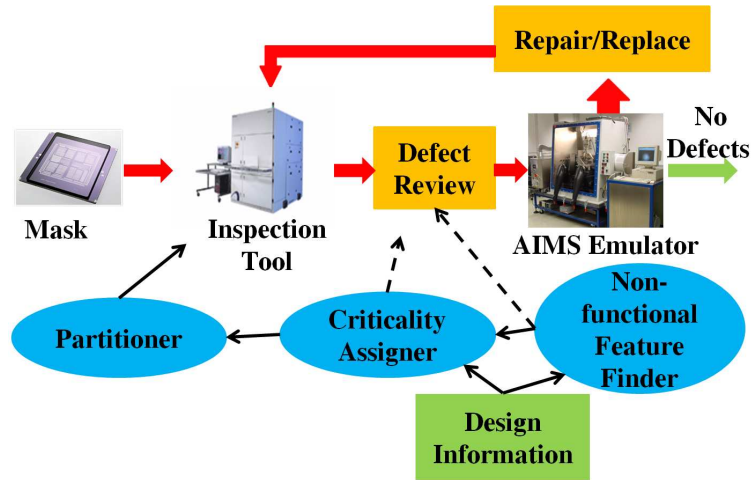 Repair/Replace
No
Defects
Defect
Review
Mask
Inspection
Tool
AIMS Emulator
Partitioner
Criticality
Assigner
Non-
functional
Feature
Finder
Design
Information